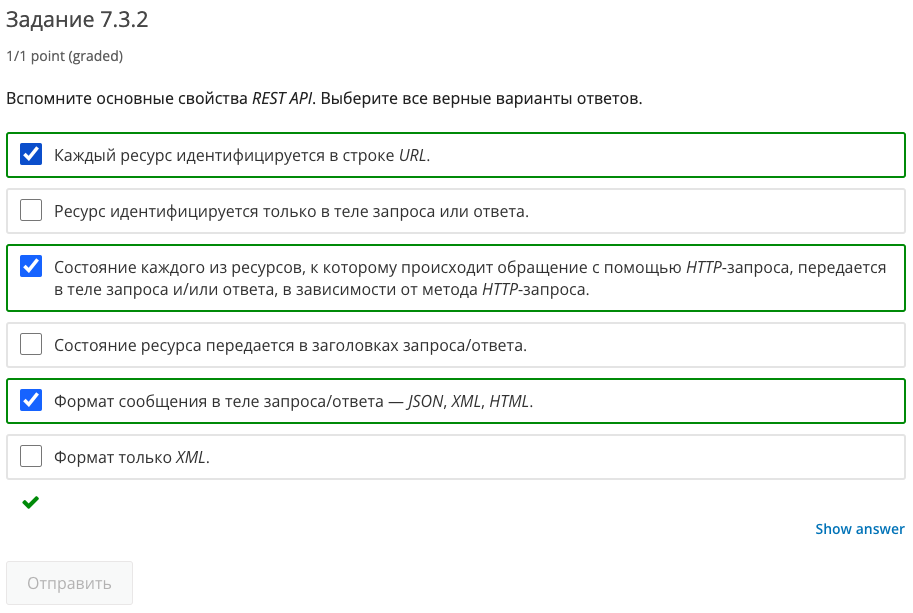 Задание 7.3.2
1/1 point (graded)
Вспомните основные свойства REST API. Выберите все верные варианты ответов.
Каждый ресурс идентифицируется в строке URL.
Ресурс идентифицируется только в теле запроса или ответа.
Состояние каждого из ресурсов, к которому происходит обращение с помощью HTTP-запроса, передается
в теле запроса и/или ответа, в зависимости от метода HTTP-запроса.
Состояние ресурса передается в заголовках запроса/ответа.
Формат сообщения в теле запроса/ответа — JSON, XML, HTML.
Формат только XML.
Show answer
Отправить